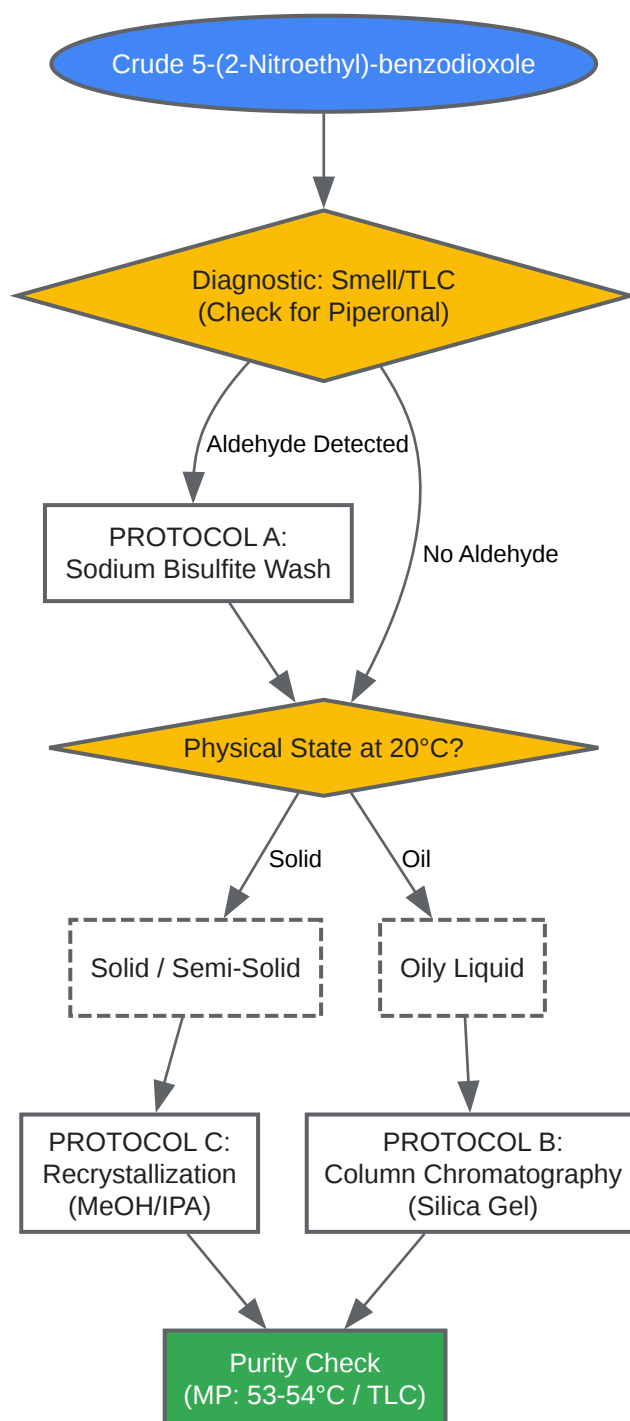 Crude 5-(2-Nitroethyl)-benzodioxole
Diagnostic: Smell/TLC
(Check for Piperonal)
Aldehyde Detected
PROTOCOL A:
Sodium Bisulfite Wash
No Aldehyde
Physical State at 20°C?
Solid
Oil
Solid / Semi-Solid
Oily Liquid
PROTOCOL C:
Recrystallization
(MeOH/IPA)
PROTOCOL B:
Column Chromatography
(Silica Gel)
Purity Check
(MP: 53-54°C / TLC)